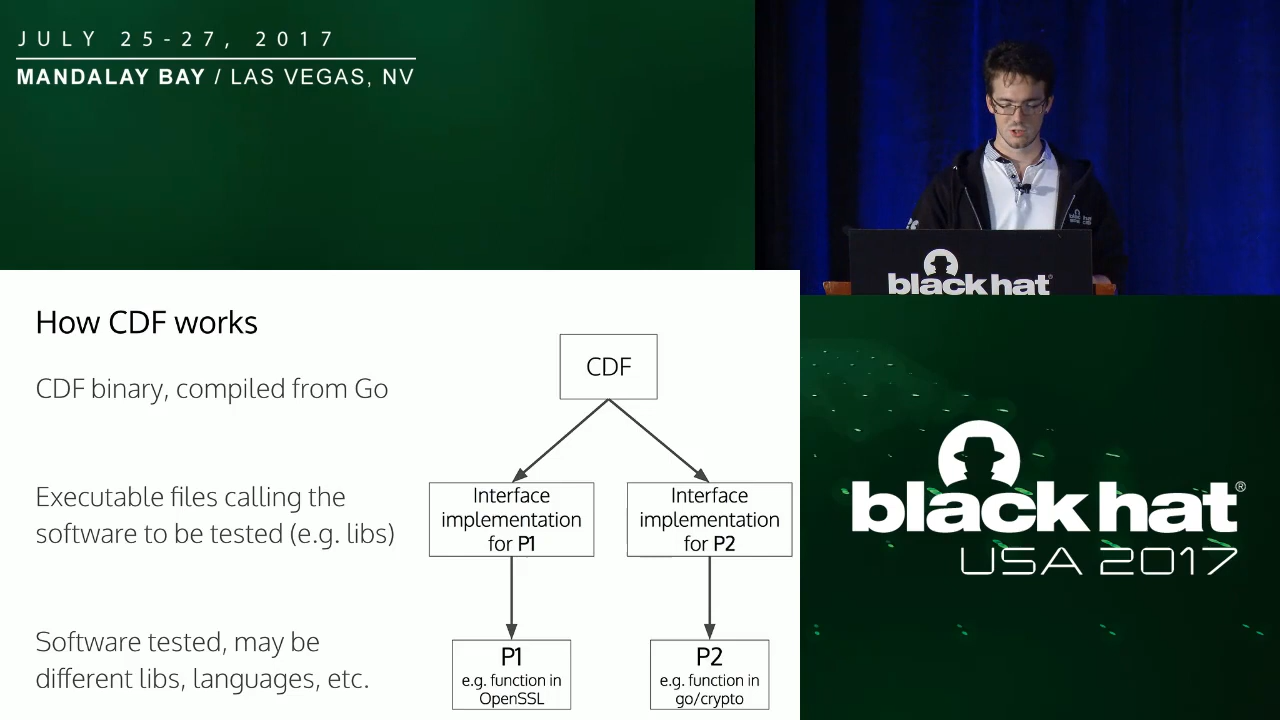 JULY 25-27, 2017
MANDALAY BAY / LAS VEGAS, NV
black hat®
How CDF works
CDF binary, compiled from Go
Executable files calling the
software to be tested (e.g. libs)
Software tested, may be
different libs, languages, etc.
CDF
Interface
implementation
for P1
Interface
implementation
for P2
P1
e.g. function in
OpenSSL
P2
e.g. function in
go/crypto
black hat®
USA 2017